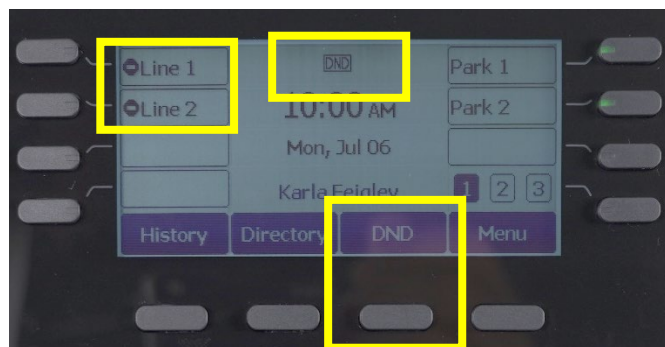 Line 1
DND
Park 1
Line 2
10:00 AM
Park 2
Mon, Jul 06
Karla Feigley
1 2 3
History
Directory
DND
Menu